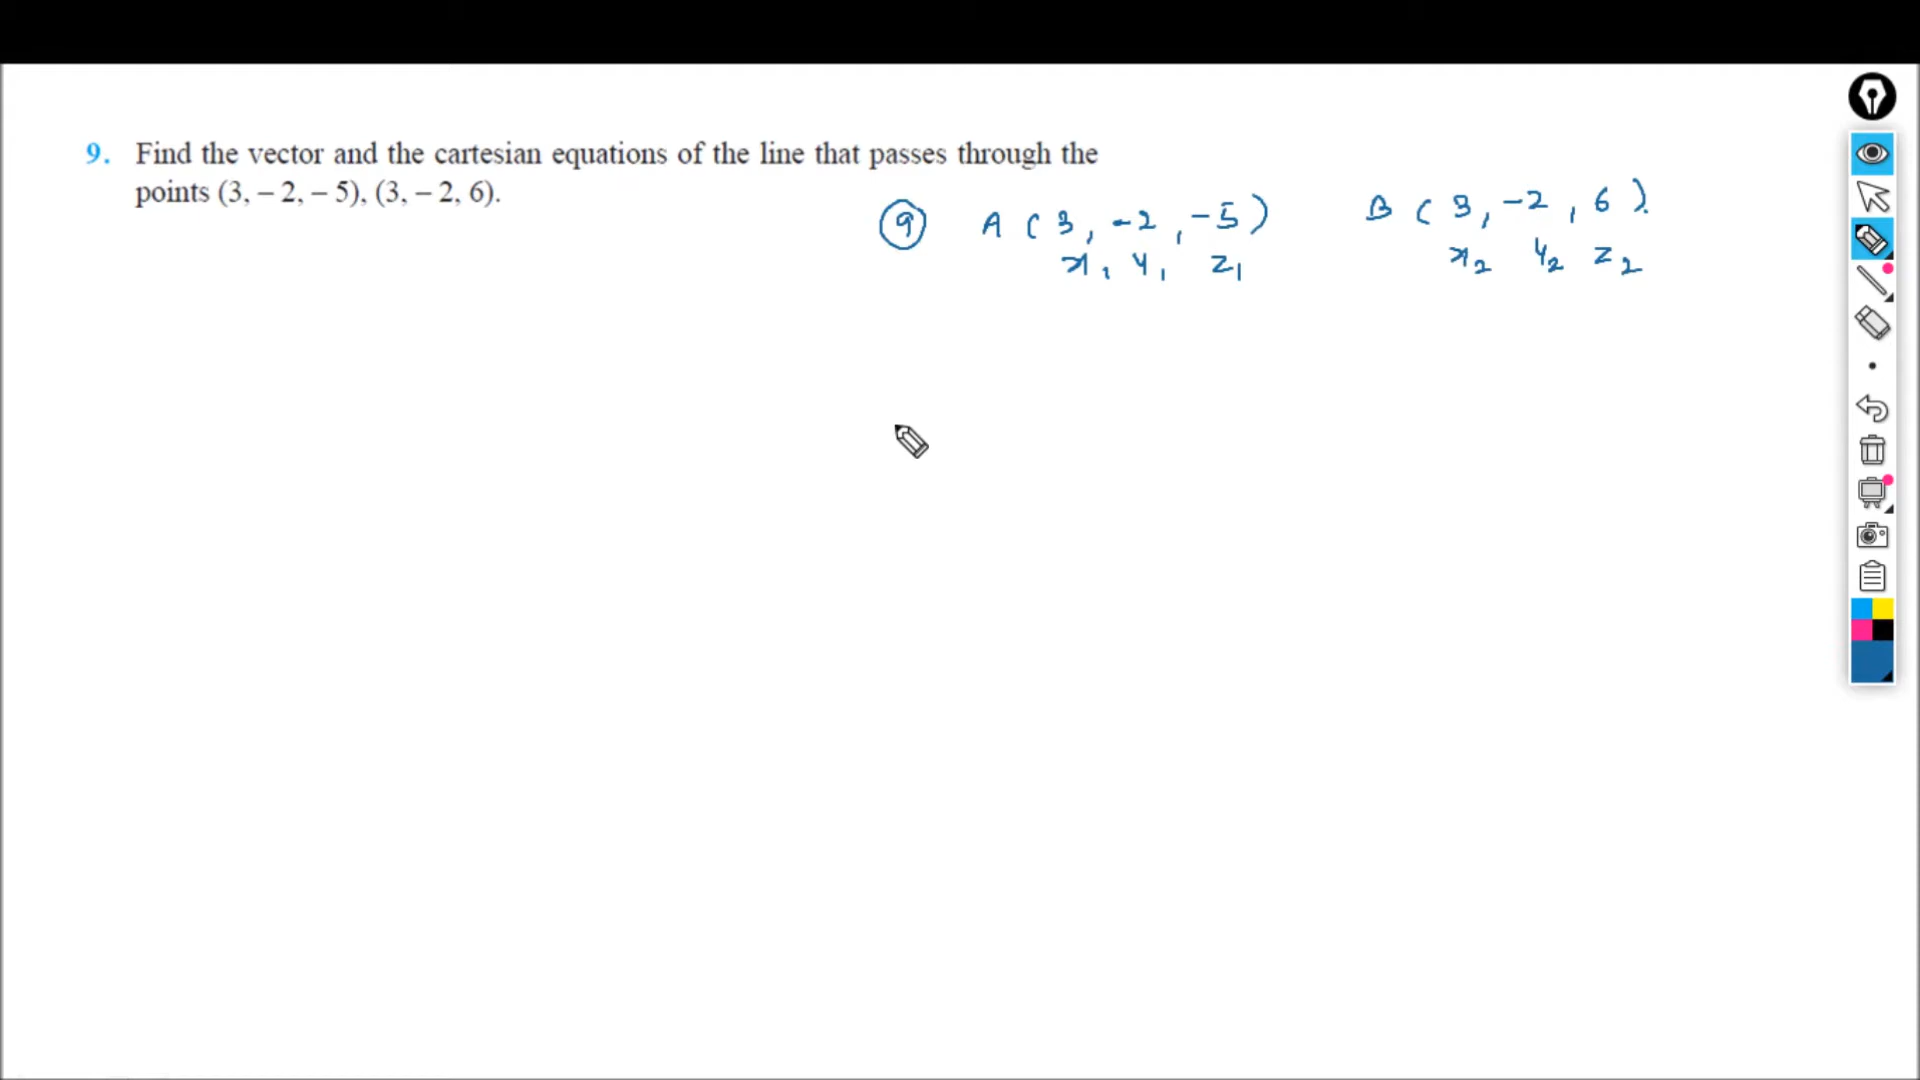 9. Find the vector and the cartesian equations of the line that passes through the
points (3, – 2, – 5), (3, – 2, 6).
9 A ( 3, -2, -5) B ( 3, -2, 6).
x₁ y₁ z₁ x₂ y₂ z₂